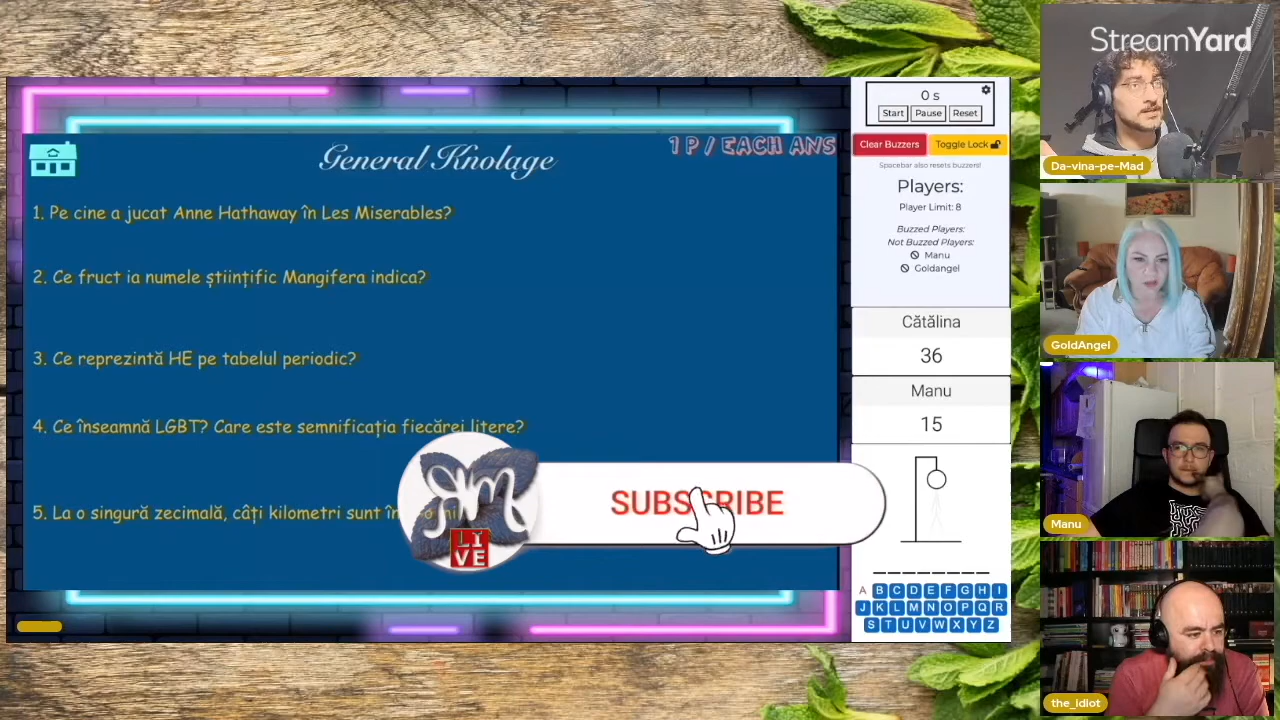 StreamYard
0 s
Start Pause Reset
Clear Buzzers Toggle Lock
Spacebar also resets buzzers!
Players:
Player Limit: 8
Buzzed Players:
Not Buzzed Players:
Manu
Goldangel
Cătălina
36
Manu
15
A B C D E F G H I
J K L M N O P Q R
S T U V W X Y Z
General Knolage
1 P / EACH ANS
1. Pe cine a jucat Anne Hathaway în Les Miserables?
2. Ce fruct ia numele științific Mangifera indica?
3. Ce reprezintă HE pe tabelul periodic?
4. Ce înseamnă LGBT? Care este semnificația fiecărei litere?
5. La o singură zecimală, câți kilometri sunt în
LIVE
SUBSCRIBE
Da-vina-pe-Mad
GoldAngel
Manu
the_idiot